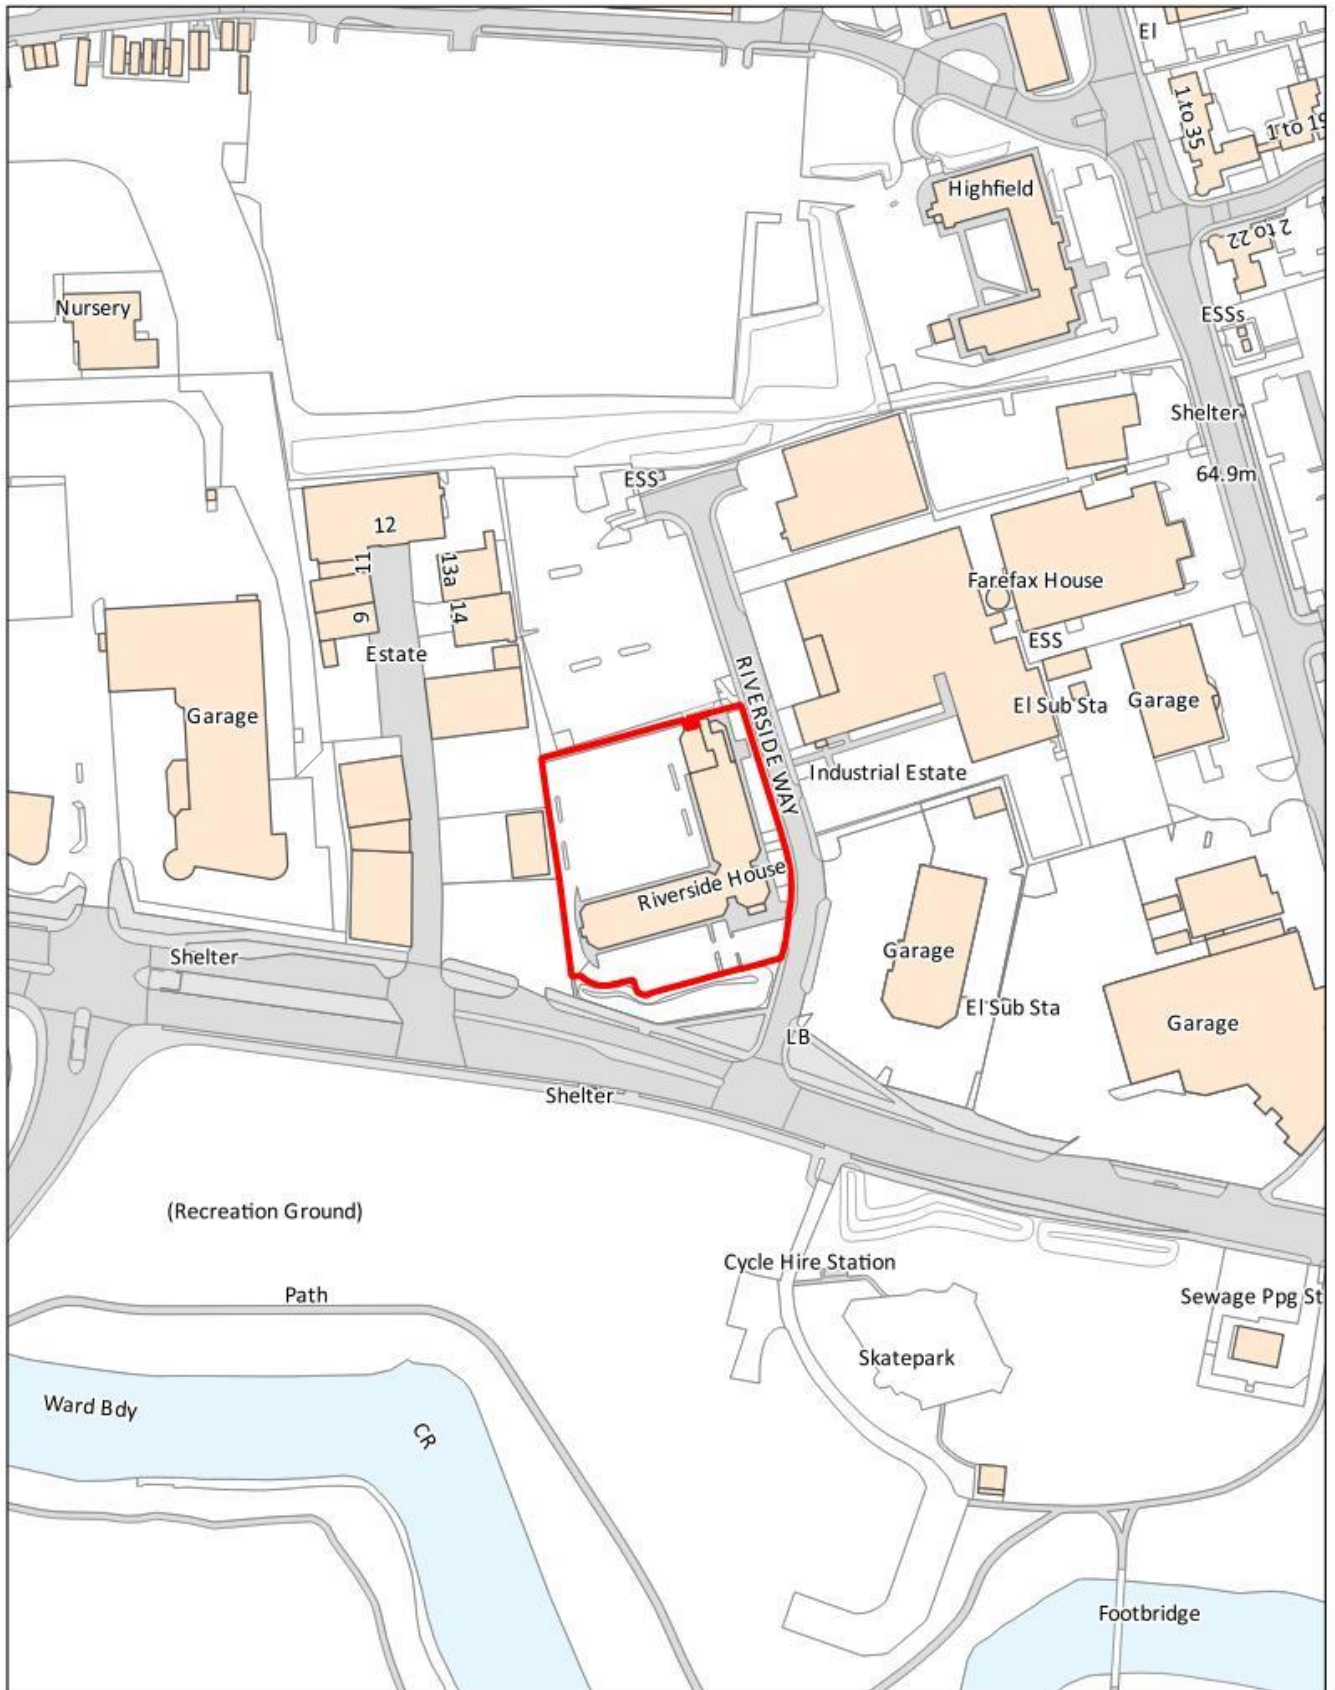 El
1 to 35
1 to 19
Highfield
2 to 22
Nursery
ESSs
Shelter
64.9m
ESS
12
11
13a
Farefax House
9
14
ESS
Estate
RIVERSIDE WAY
El Sub Sta
Garage
Garage
Industrial Estate
Riverside House
Shelter
Garage
El Sub Sta
Garage
LB
Shelter
(Recreation Ground)
Cycle Hire Station
Path
Sewage Ppg St
Skatepark
Ward Bdy
CR
Footbridge